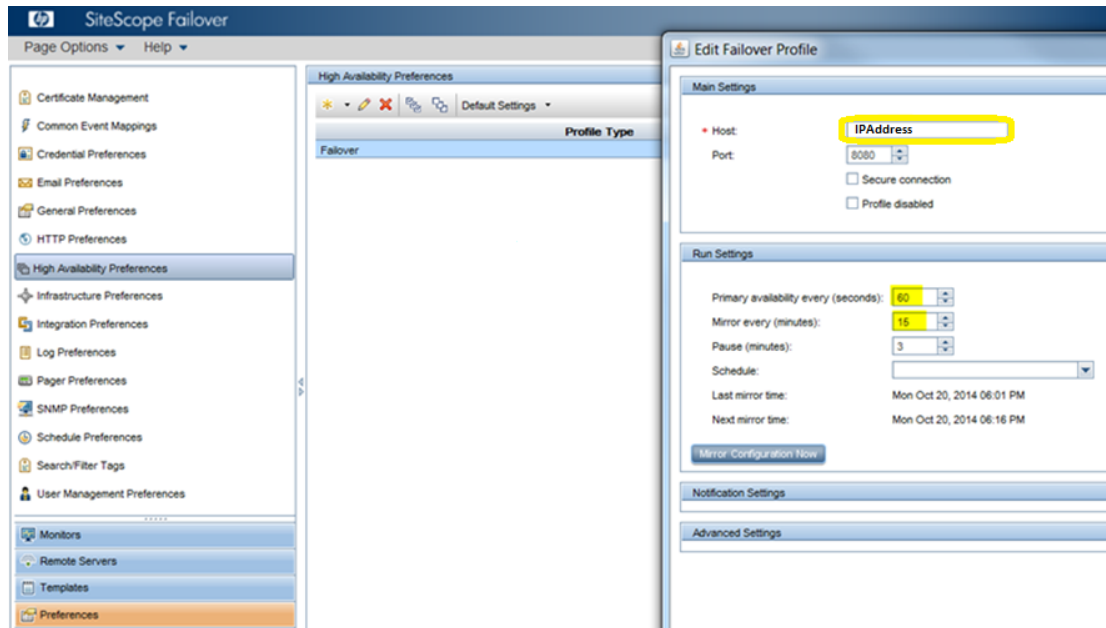 hp SiteScope Failover
Page Options Help
Certificate Management
Common Event Mappings
Credential Preferences
Email Preferences
General Preferences
HTTP Preferences
High Availability Preferences
Infrastructure Preferences
Integration Preferences
Log Preferences
Pager Preferences
SNMP Preferences
Schedule Preferences
Search/Filter Tags
User Management Preferences
Monitors
Remote Servers
Templates
Preferences
High Availability Preferences
Default Settings
Profile Type
Failover
Edit Failover Profile
Main Settings
* Host: IPAddress
Port: 8080
Secure connection
Profile disabled
Run Settings
Primary availability every (seconds): 60
Mirror every (minutes): 15
Pause (minutes): 3
Schedule:
Last mirror time: Mon Oct 20, 2014 06:01 PM
Next mirror time: Mon Oct 20, 2014 06:16 PM
Mirror Configuration Now
Notification Settings
Advanced Settings